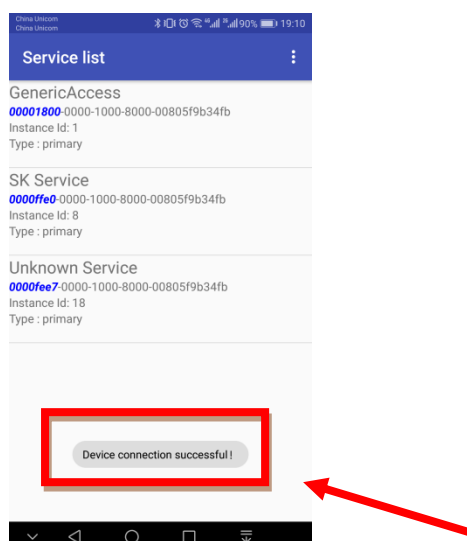 China Unicom
China Unicom
46 26 90% 19:10
Service list
GenericAccess
00001800-0000-1000-8000-00805f9b34fb
Instance Id: 1
Type : primary
SK Service
0000ffe0-0000-1000-8000-00805f9b34fb
Instance Id: 8
Type : primary
Unknown Service
0000fee7-0000-1000-8000-00805f9b34fb
Instance Id: 18
Type : primary
Device connection successful !